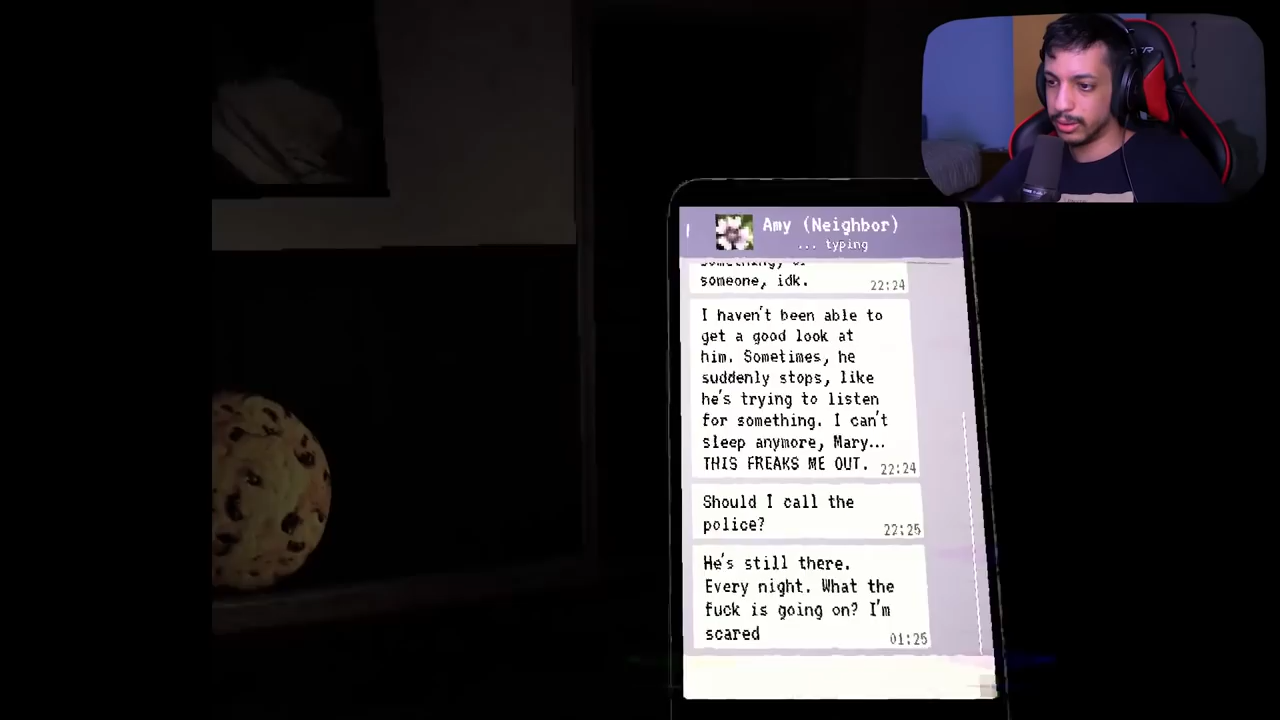 Amy (Neighbor)
... typing
someone, idk.
22:24
I haven't been able to
get a good look at
him. Sometimes, he
suddenly stops, like
he's trying to listen
for something. I can't
sleep anymore, Mary...
THIS FREAKS ME OUT.
22:24
Should I call the
police?
22:25
He's still there.
Every night. What the
fuck is going on? I'm
scared
01:25